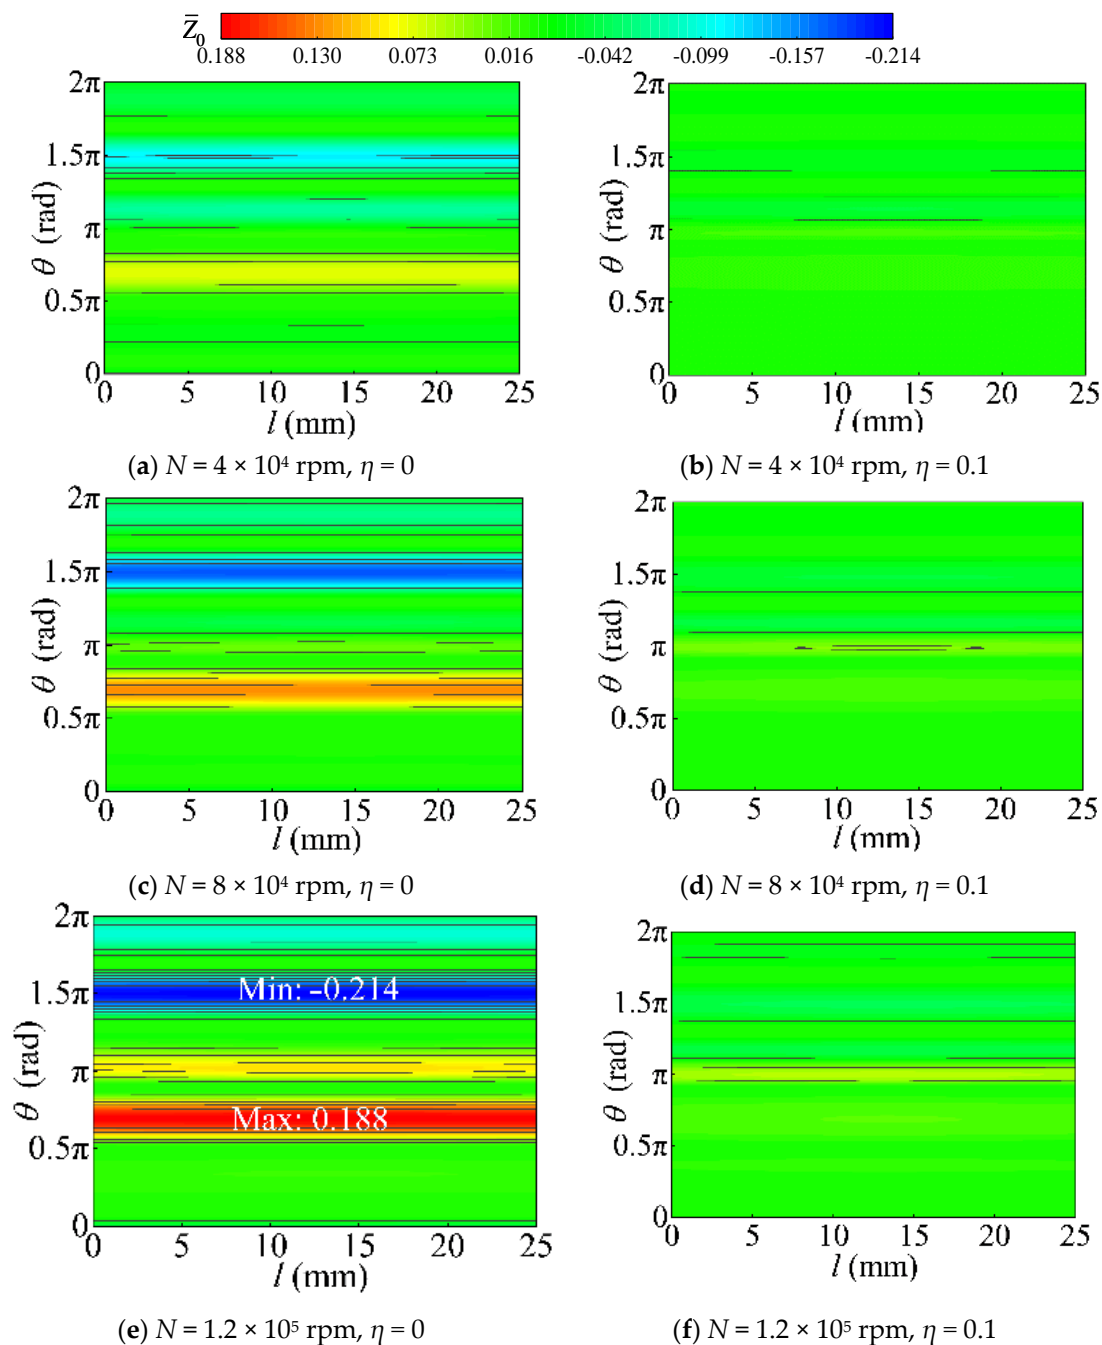 Z̄₀
0.188 0.130 0.073 0.016 -0.042 -0.099 -0.157 -0.214
2π
1.5π
π
0.5π
0
θ (rad)
0 5 10 15 20 25
l (mm)
(a) N = 4 × 10⁴ rpm, η = 0
2π
1.5π
π
0.5π
0
θ (rad)
0 5 10 15 20 25
l (mm)
(b) N = 4 × 10⁴ rpm, η = 0.1
2π
1.5π
π
0.5π
0
θ (rad)
0 5 10 15 20 25
l (mm)
(c) N = 8 × 10⁴ rpm, η = 0
2π
1.5π
π
0.5π
0
θ (rad)
0 5 10 15 20 25
l (mm)
(d) N = 8 × 10⁴ rpm, η = 0.1
2π
1.5π
π
0.5π
0
θ (rad)
Min: -0.214
Max: 0.188
0 5 10 15 20 25
l (mm)
(e) N = 1.2 × 10⁵ rpm, η = 0
2π
1.5π
π
0.5π
0
θ (rad)
0 5 10 15 20 25
l (mm)
(f) N = 1.2 × 10⁵ rpm, η = 0.1